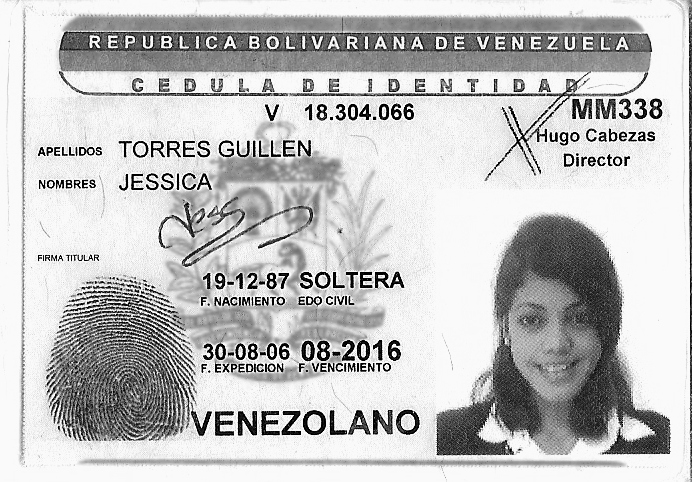 REPUBLICA BOLIVARIANA DE VENEZUELA
CEDULA DE IDENTIDAD
V 18.304.066
MM338
Hugo Cabezas
Director
APELLIDOS TORRES GUILLEN
NOMBRES JESSICA
Jess
FIRMA TITULAR
19-12-87 SOLTERA
F. NACIMIENTO EDO CIVIL
30-08-06 08-2016
F. EXPEDICION F. VENCIMIENTO
VENEZOLANO